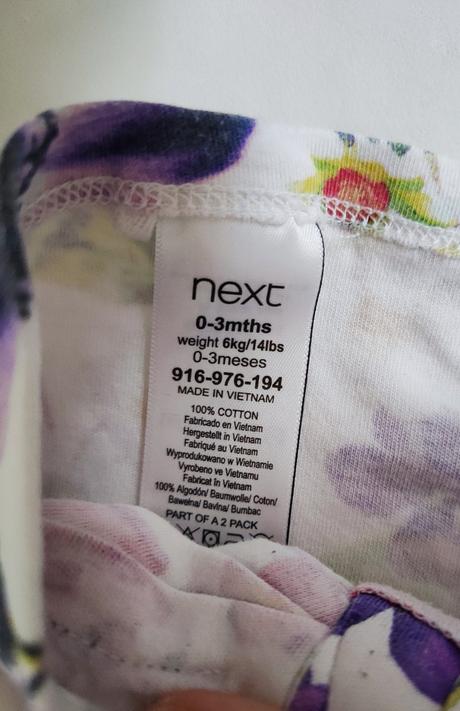 next
0-3mths
weight 6kg/14lbs
0-3meses
916-976-194
MADE IN VIETNAM
100% COTTON
Fabricado en Vietnam
Hergestellt in Vietnam
Fabriqué au Vietnam
Wyprodukowano w Wietnamie
Vyrobeno ve Vietnamu
Fabricat în Vietnam
100% Algodón/ Baumwolle/ Coton/
Bawełna/ Bavlna/ Bumbac
PART OF A 2 PACK